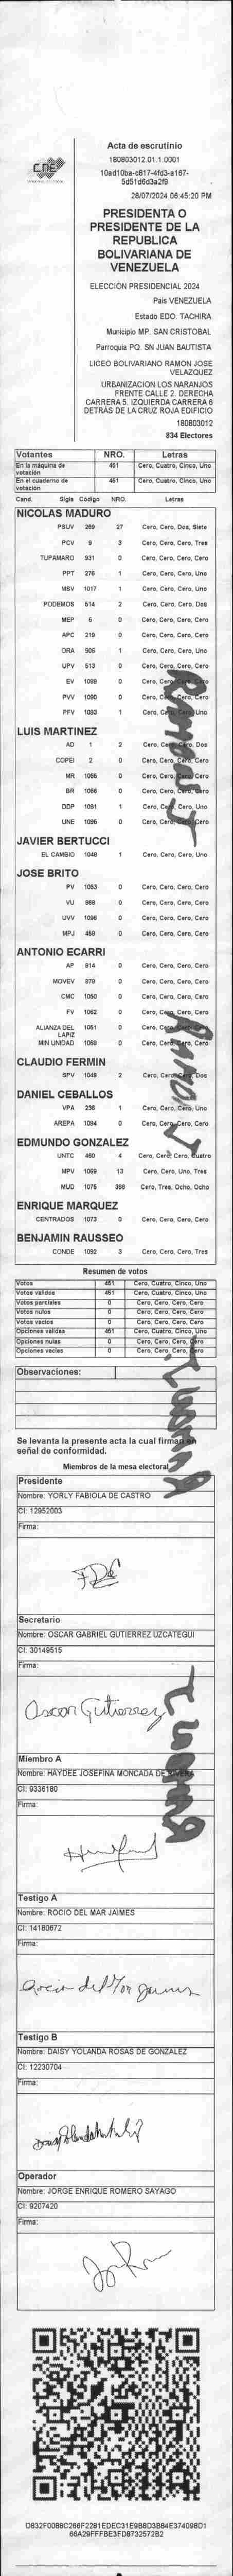 CNE
Acta de escrutinio
180803012.01.1.0001
10ad10ba-c617-4fd3-a167-
5d51d6d3a2f9
28/07/2024 06:45:20 PM
PRESIDENTA O
PRESIDENTE DE LA
REPUBLICA
BOLIVARIANA DE
VENEZUELA
ELECCIÓN PRESIDENCIAL 2024
País VENEZUELA
Estado EDO. TACHIRA
Municipio MP. SAN CRISTOBAL
Parroquia PQ. SN JUAN BAUTISTA
LICEO BOLIVARIANO RAMON JOSE
VELAZQUEZ
URBANIZACION LOS NARANJOS
FRENTE CALLE 2. DERECHA
CARRERA 5. IZQUIERDA CARRERA 6
DETRÁS DE LA CRUZ ROJA EDIFICIO
180803012
834 Electores
Votantes NRO. Letras
En la máquina de votación 451 Cero, Cuatro, Cinco, Uno
En el cuaderno de votación 451 Cero, Cuatro, Cinco, Uno
Cand. Sigla Código NRO. Letras
NICOLAS MADURO
PSUV 269 27 Cero, Cero, Dos, Siete
PCV 9 3 Cero, Cero, Cero, Tres
TUPAMARO 931 0 Cero, Cero, Cero, Cero
PPT 276 1 Cero, Cero, Cero, Uno
MSV 1017 1 Cero, Cero, Cero, Uno
PODEMOS 514 2 Cero, Cero, Cero, Dos
MEP 6 0 Cero, Cero, Cero, Cero
APC 219 0 Cero, Cero, Cero, Cero
ORA 906 1 Cero, Cero, Cero, Uno
UPV 513 0 Cero, Cero, Cero, Cero
EV 1089 0 Cero, Cero, Cero, Cero
PVV 1090 0 Cero, Cero, Cero, Cero
PFV 1093 1 Cero, Cero, Cero, Uno
LUIS MARTINEZ
AD 1 2 Cero, Cero, Cero, Dos
COPEI 2 0 Cero, Cero, Cero, Cero
MR 1065 0 Cero, Cero, Cero, Cero
BR 1066 0 Cero, Cero, Cero, Cero
DDP 1081 1 Cero, Cero, Cero, Uno
UNE 1095 0 Cero, Cero, Cero, Cero
JAVIER BERTUCCI
EL CAMBIO 1048 1 Cero, Cero, Cero, Uno
JOSE BRITO
PV 1053 0 Cero, Cero, Cero, Cero
VU 968 0 Cero, Cero, Cero, Cero
UVV 1096 0 Cero, Cero, Cero, Cero
MPJ 458 0 Cero, Cero, Cero, Cero
ANTONIO ECARRI
AP 914 0 Cero, Cero, Cero, Cero
MOVEV 979 0 Cero, Cero, Cero, Cero
CMC 1050 0 Cero, Cero, Cero, Cero
FV 1062 0 Cero, Cero, Cero, Cero
ALIANZA DEL LAPIZ 1051 0 Cero, Cero, Cero, Cero
MIN UNIDAD 1068 0 Cero, Cero, Cero, Cero
CLAUDIO FERMIN
SPV 1049 2 Cero, Cero, Cero, Dos
DANIEL CEBALLOS
VPA 236 1 Cero, Cero, Cero, Uno
AREPA 1094 0 Cero, Cero, Cero, Cero
EDMUNDO GONZALEZ
UNTC 460 4 Cero, Cero, Cero, Cuatro
MPV 1069 13 Cero, Cero, Uno, Tres
MUD 1075 388 Cero, Tres, Ocho, Ocho
ENRIQUE MARQUEZ
CENTRADOS 1073 0 Cero, Cero, Cero, Cero
BENJAMIN RAUSSEO
CONDE 1092 3 Cero, Cero, Cero, Tres
Resumen de votos
Votos 451 Cero, Cuatro, Cinco, Uno
Votos validos 451 Cero, Cuatro, Cinco, Uno
Votos parciales 0 Cero, Cero, Cero, Cero
Votos nulos 0 Cero, Cero, Cero, Cero
Votos vacios 0 Cero, Cero, Cero, Cero
Opciones validas 451 Cero, Cuatro, Cinco, Uno
Opciones nulas 0 Cero, Cero, Cero, Cero
Opciones vacias 0 Cero, Cero, Cero, Cero
Observaciones:
Se levanta la presente acta la cual firman en
señal de conformidad.
Miembros de la mesa electoral
Presidente
Nombre: YORLY FABIOLA DE CASTRO
CI: 12952003
Firma:
Secretario
Nombre: OSCAR GABRIEL GUTIERREZ UZCATEGUI
CI: 30149515
Firma:
Oscar Gutierrez
Miembro A
Nombre: HAYDEE JOSEFINA MONCADA DE RIVERA
CI: 9336180
Firma:
Testigo A
Nombre: ROCIO DEL MAR JAIMES
CI: 14180672
Firma:
Rocio del Mar Jaimes
Testigo B
Nombre: DAISY YOLANDA ROSAS DE GONZALEZ
CI: 12230704
Firma:
Operador
Nombre: JORGE ENRIQUE ROMERO SAYAGO
CI: 9207420
Firma:
D832F0088C266F2281EDEC31E9B8D3B84E374098D1
66A29FFFBE3FD8732572B2